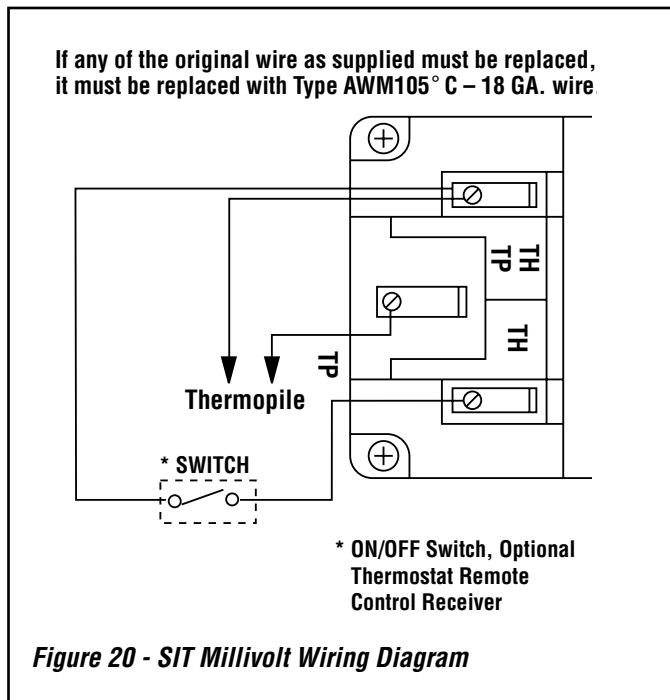 If any of the original wire as supplied must be replaced,
it must be replaced with Type AWM105° C – 18 GA. wire.
TH
TP
TH
TP
Thermopile
* SWITCH
* ON/OFF Switch, Optional
Thermostat Remote
Control Receiver
Figure 20 - SIT Millivolt Wiring Diagram